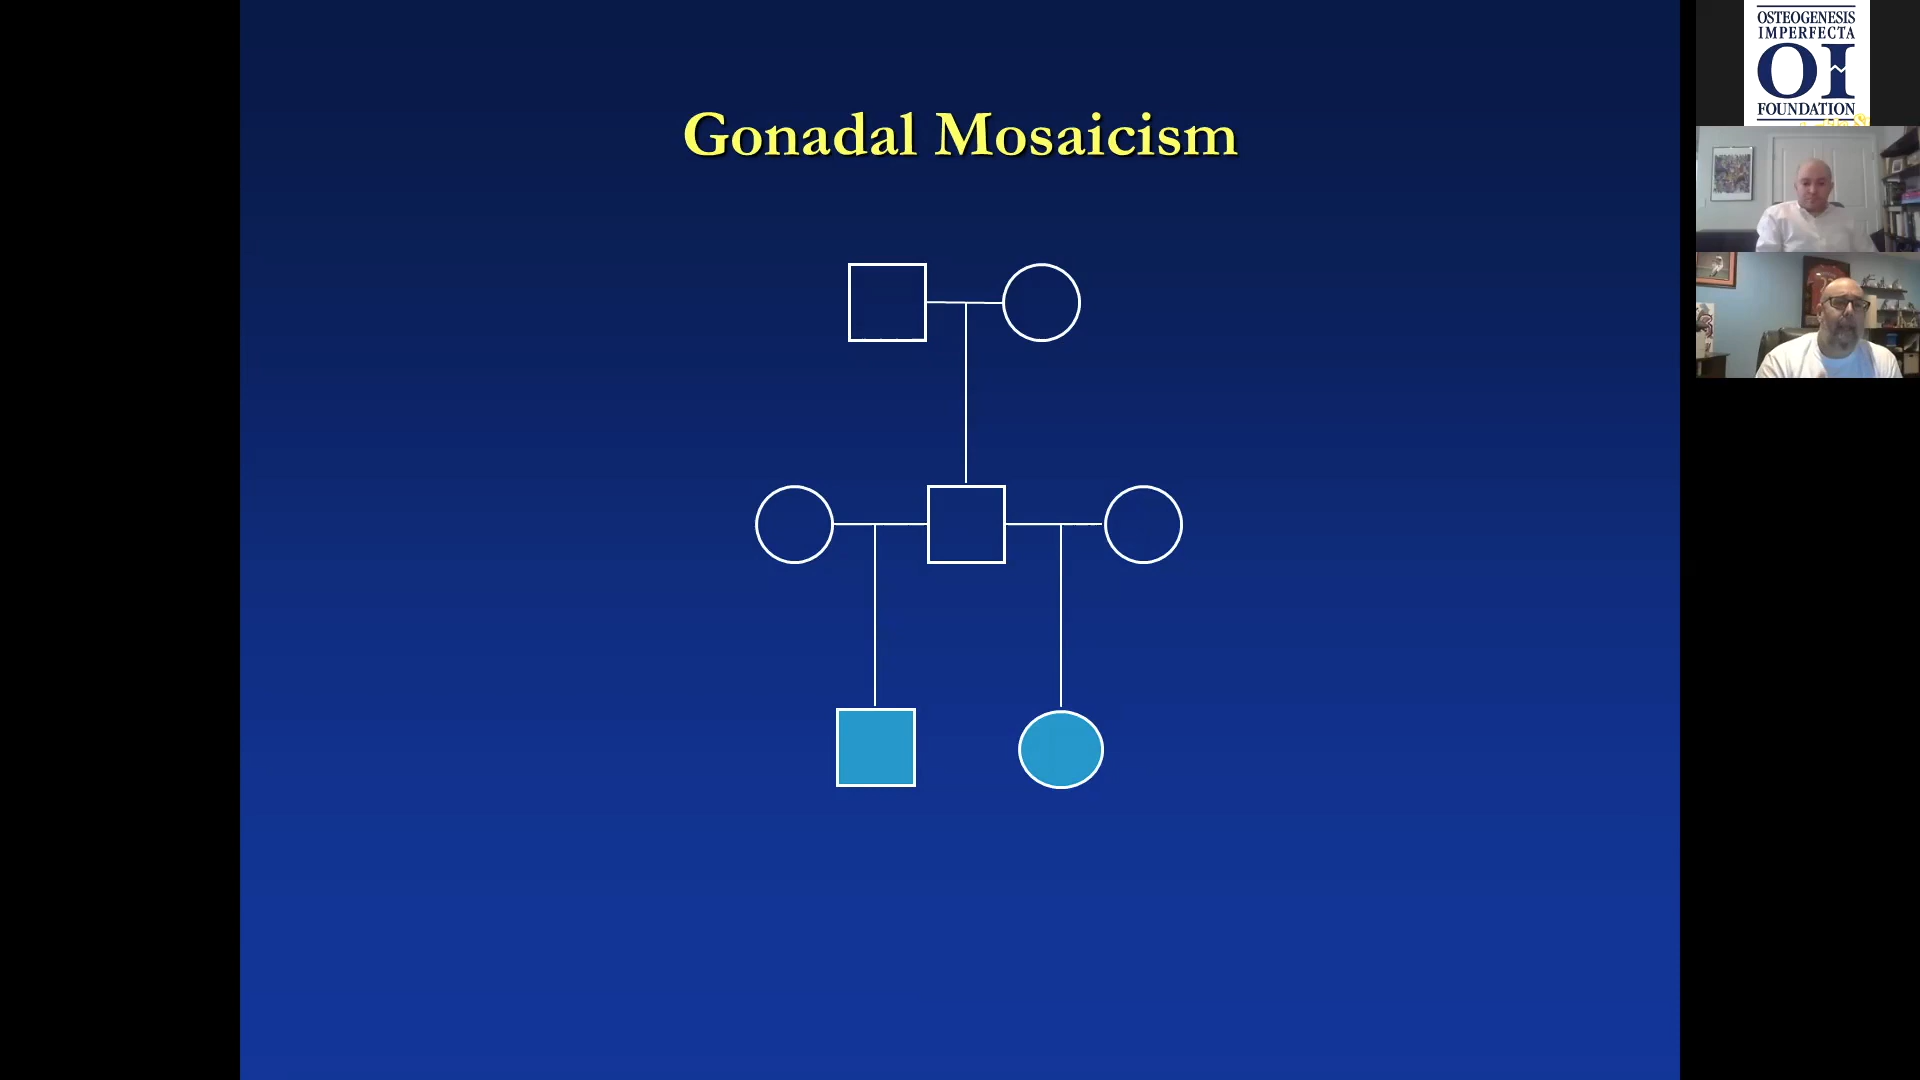 Gonadal Mosaicism
OSTEOGENESIS
IMPERFECTA
OI
FOUNDATION